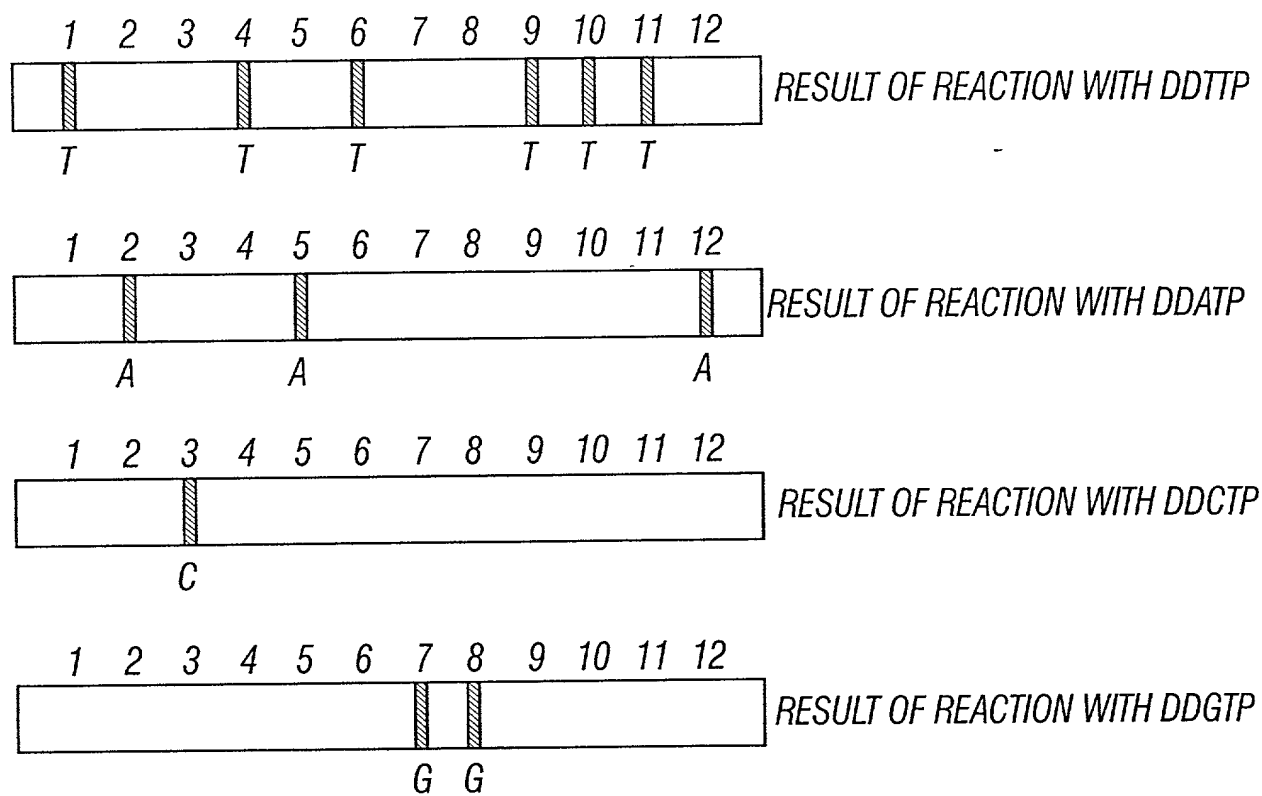 1 2 3 4 5 6 7 8 9 10 11 12
RESULT OF REACTION WITH DDTTP
T T T T T T
1 2 3 4 5 6 7 8 9 10 11 12
RESULT OF REACTION WITH DDATP
A A A
1 2 3 4 5 6 7 8 9 10 11 12
RESULT OF REACTION WITH DDCTP
C
1 2 3 4 5 6 7 8 9 10 11 12
RESULT OF REACTION WITH DDGTP
G G